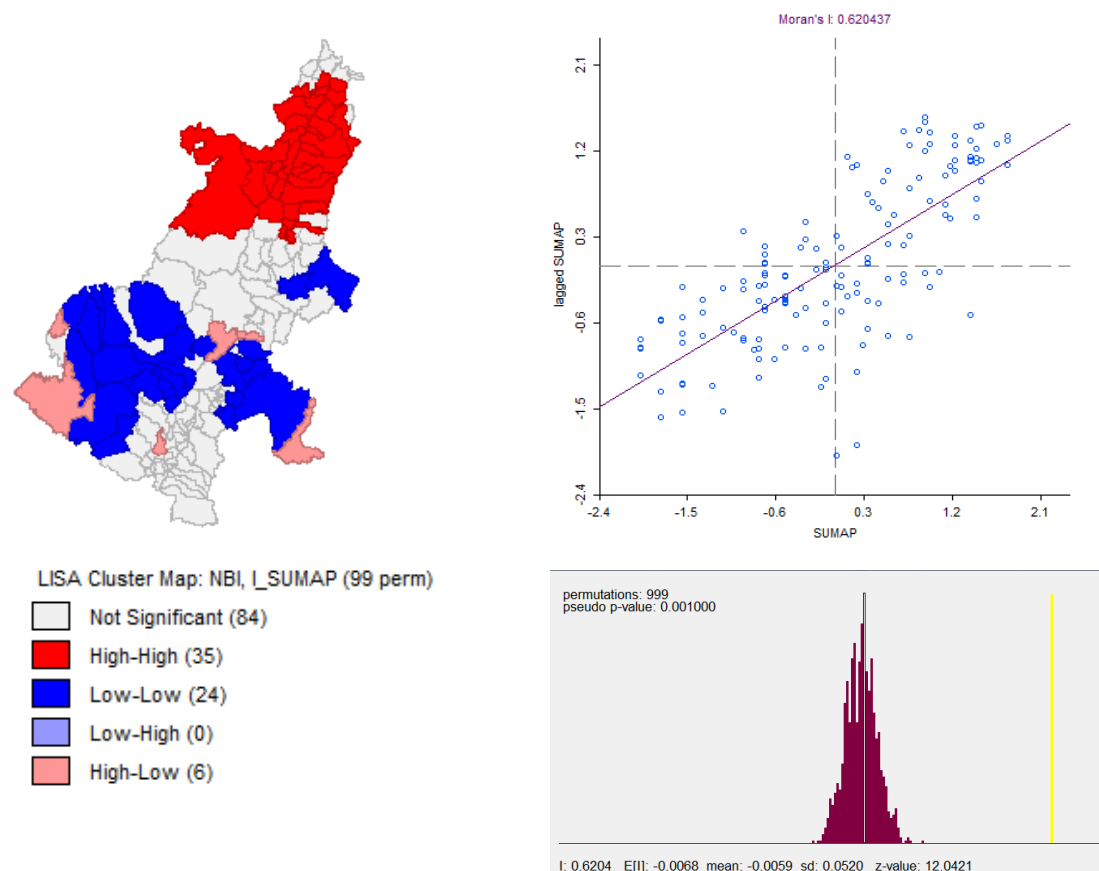 LISA Cluster Map: NBI, I_SUMAP (99 perm)
Not Significant (84)
High-High (35)
Low-Low (24)
Low-High (0)
High-Low (6)
Moran's I: 0.620437
2.1
1.2
0.3
-0.6
-1.5
-2.4
lagged SUMAP
-2.4 -1.5 -0.6 0.3 1.2 2.1
SUMAP
permutations: 999
pseudo p-value: 0.001000
I: 0.6204 E[I]: -0.0068 mean: -0.0059 sd: 0.0520 z-value: 12.0421